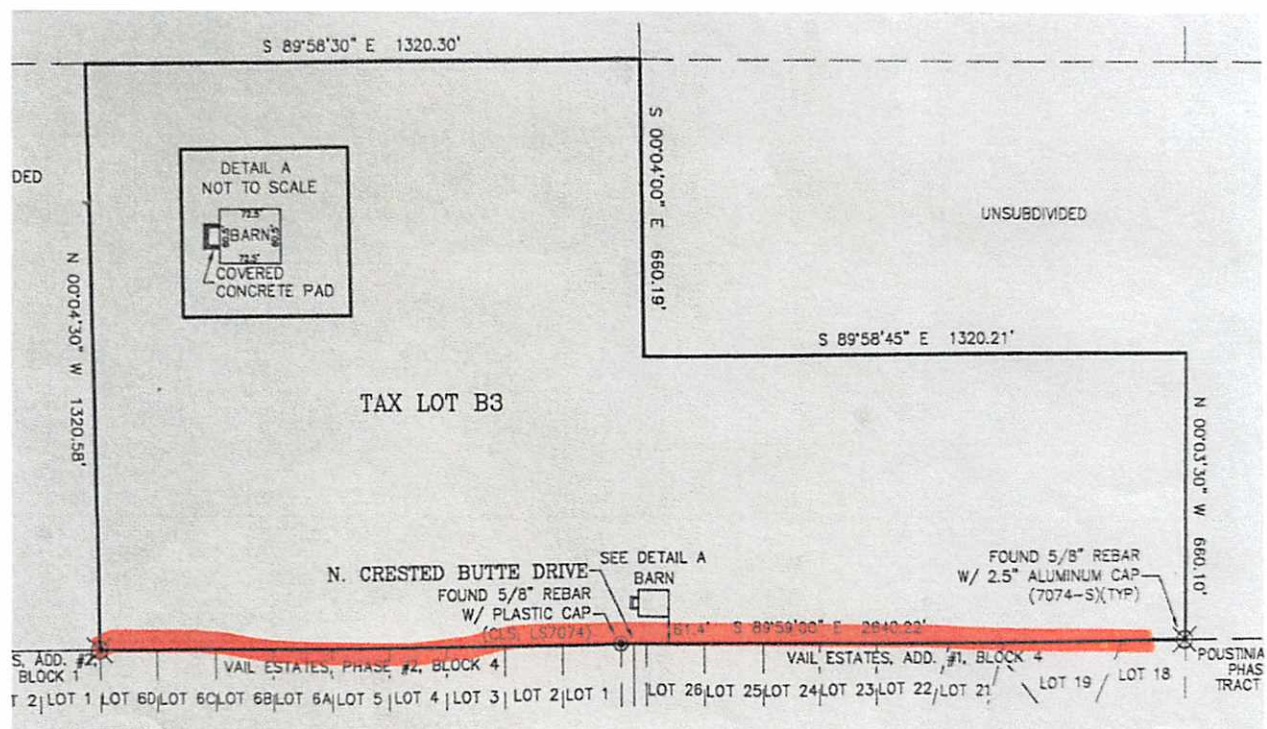 S 89°58'30" E 1320.30'
DED
DETAIL A
NOT TO SCALE
72.5'
BARN
72.5'
COVERED
CONCRETE PAD
S 00°04'00" E 660.19'
UNSUBDIVIDED
N 00°04'30" W 1320.58'
S 89°58'45" E 1320.21'
TAX LOT B3
N 00°03'30" W 660.10'
SEE DETAIL A
BARN
N. CRESTED BUTTE DRIVE
FOUND 5/8" REBAR
W/ PLASTIC CAP
(CLS, LS7074)
FOUND 5/8" REBAR
W/ 2.5" ALUMINUM CAP
(7074-S)(TYP)
61.4' S 89°59'00" E 2640.22'
S, ADD. #2,
BLOCK 1
VAIL ESTATES, PHASE #2, BLOCK 4
VAIL ESTATES, ADD. #1, BLOCK 4
POUSTINIA
PHAS
TRACT
T 2 LOT 1 LOT 6D LOT 6C LOT 6B LOT 6A LOT 5 LOT 4 LOT 3 LOT 2 LOT 1 LOT 26 LOT 25 LOT 24 LOT 23 LOT 22 LOT 21 LOT 19 LOT 18